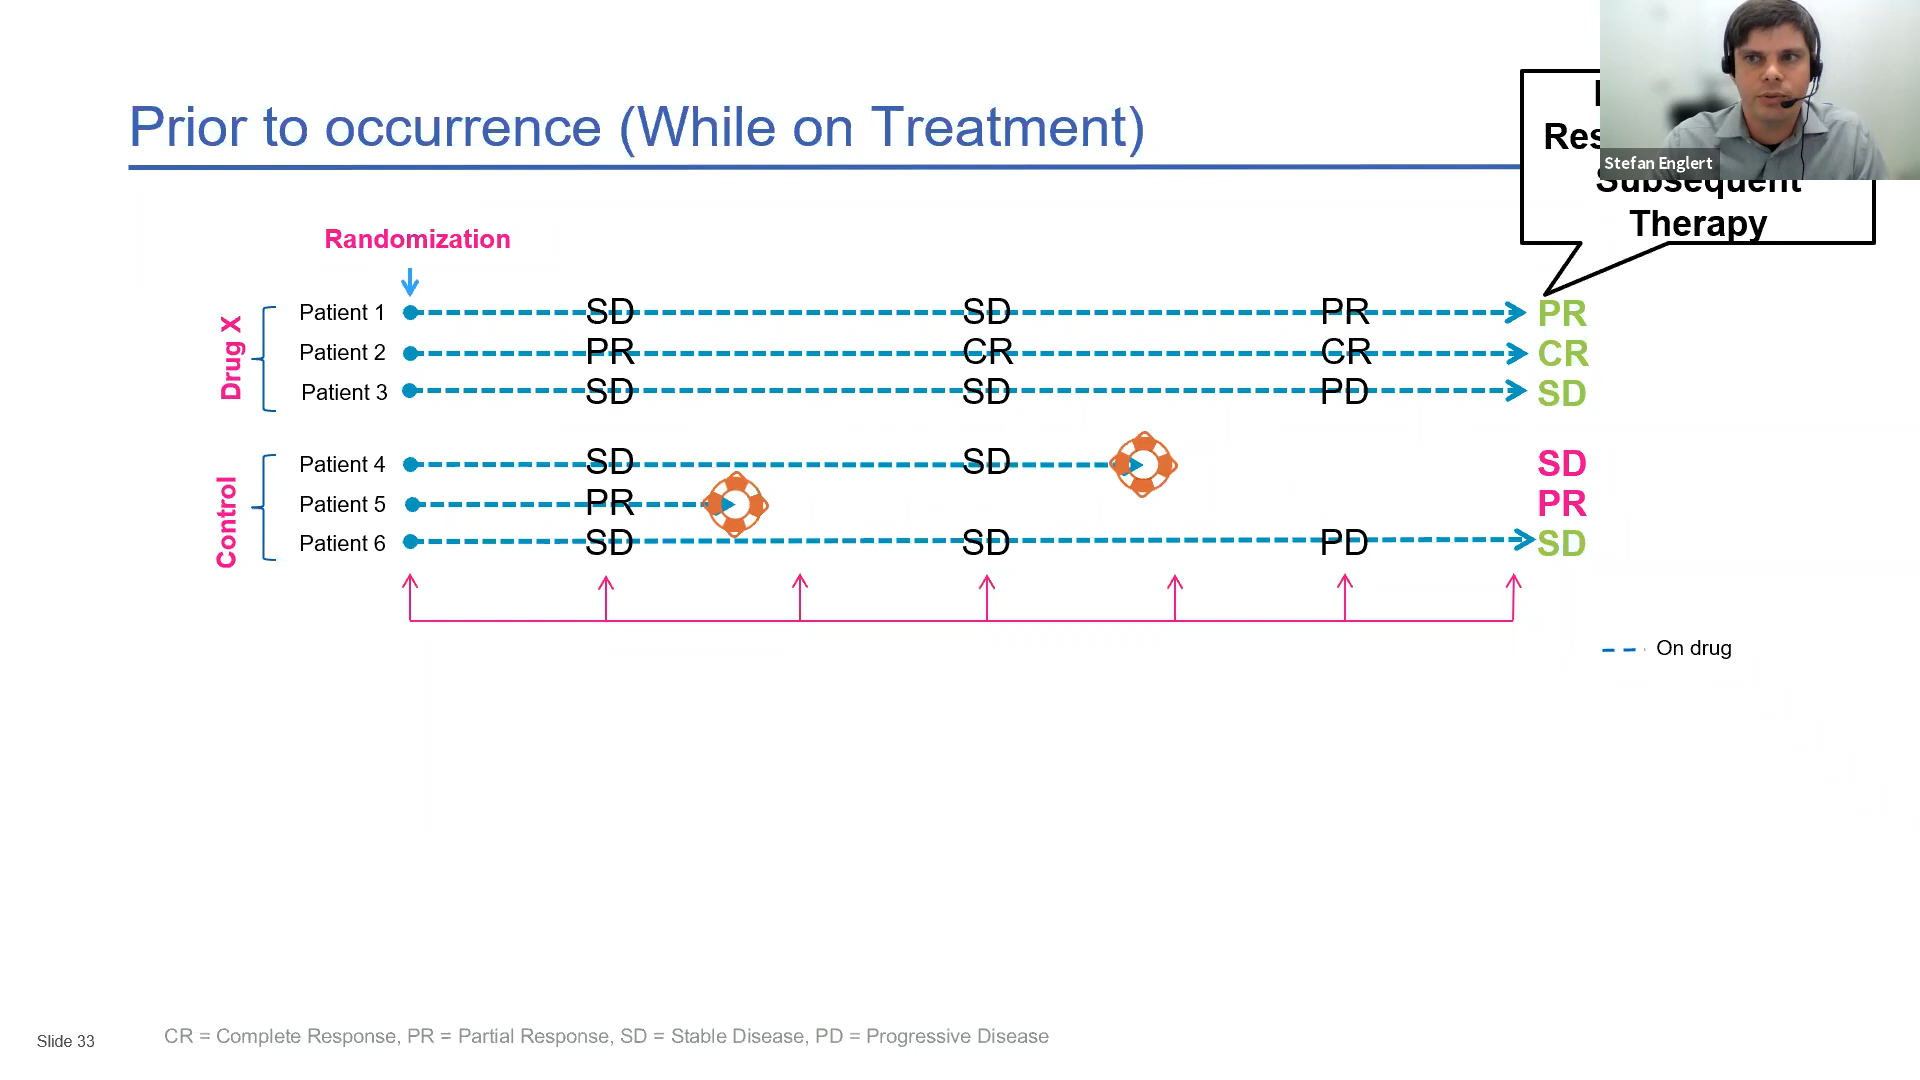 Prior to occurrence (While on Treatment)
Stefan Englert
Subsequent
Therapy
Randomization
Drug X
Patient 1 SD SD PR PR
Patient 2 PR CR CR CR
Patient 3 SD SD PD SD
Control
Patient 4 SD SD SD
Patient 5 PR PR
Patient 6 SD SD PD SD
On drug
Slide 33
CR = Complete Response, PR = Partial Response, SD = Stable Disease, PD = Progressive Disease